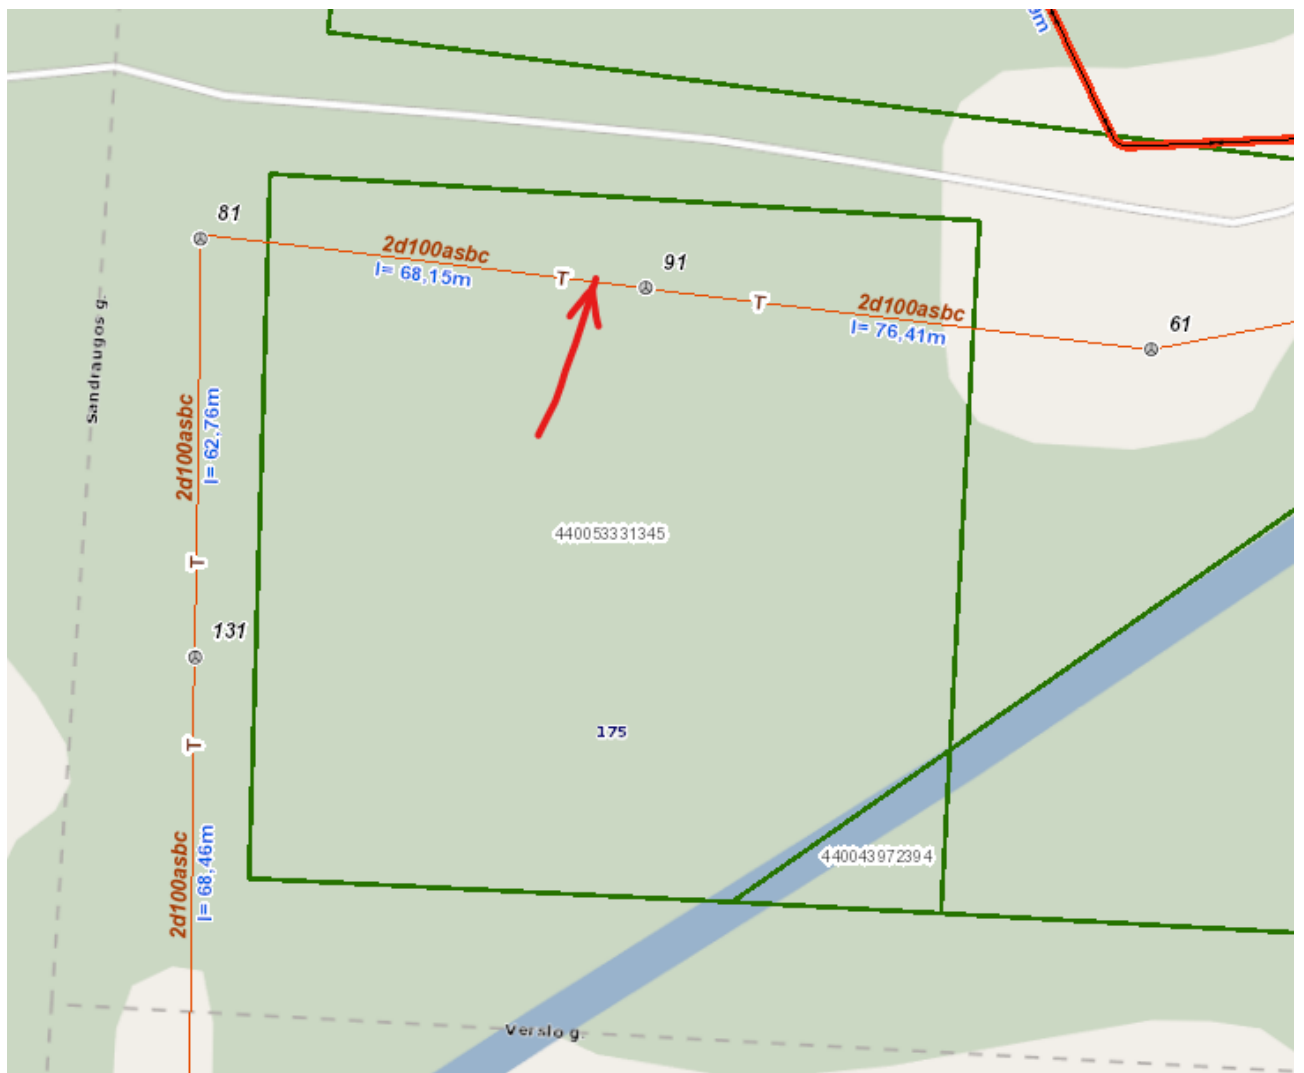 81
2d100asbc
l= 68,15m
T
91
T
2d100asbc
l= 76,41m
61
Sandraugos g.
2d100asbc
l= 62,76m
T
440053331345
131
175
T
2d100asbc
l= 68,46m
440043972394
Verslo g.